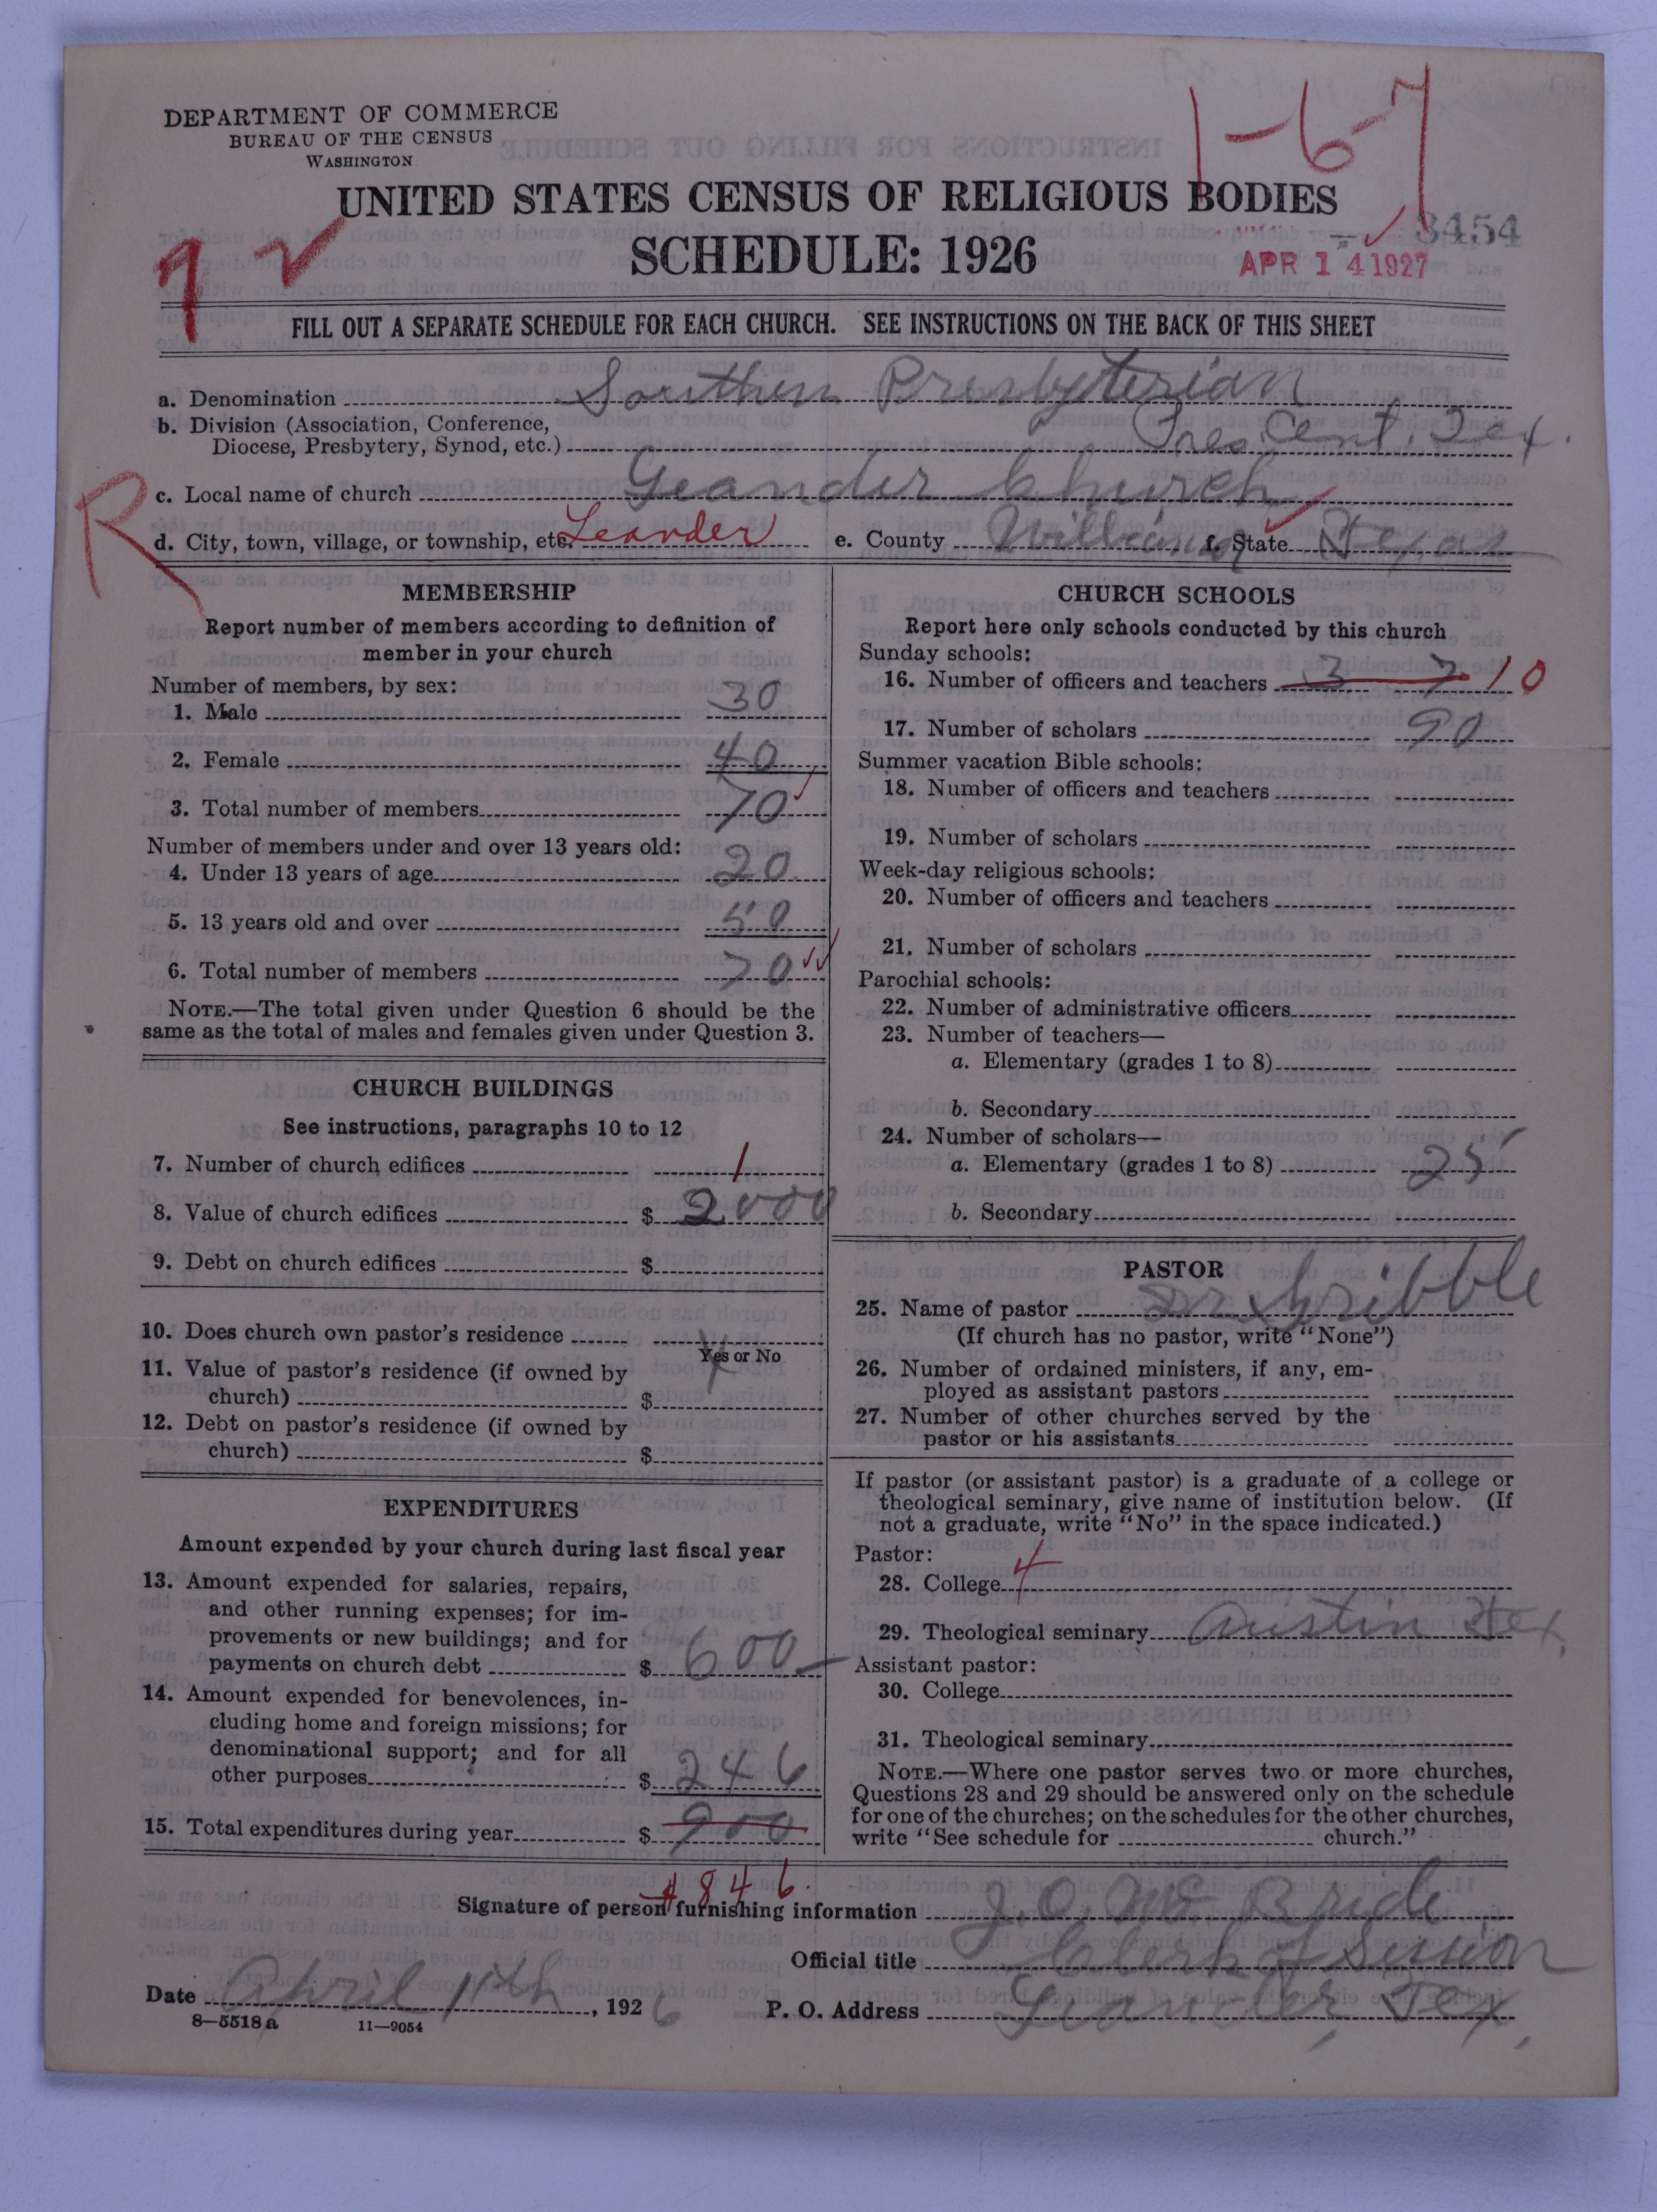 DEPARTMENT OF COMMERCE
BUREAU OF THE CENSUS
WASHINGTON
1-6-7
UNITED STATES CENSUS OF RELIGIOUS BODIES
SCHEDULE: 1926
3454
APR 14 1927
FILL OUT A SEPARATE SCHEDULE FOR EACH CHURCH. SEE INSTRUCTIONS ON THE BACK OF THIS SHEET
a. Denomination Southern Presbyterian
b. Division (Association, Conference,
Diocese, Presbytery, Synod, etc.) Pres. Cent. Tex.
c. Local name of church Leander Church
R
d. City, town, village, or township, etc. Leander e. County Williamson f. State Texas
MEMBERSHIP
Report number of members according to definition of
member in your church
Number of members, by sex:
1. Male 30
2. Female 40
3. Total number of members 70
Number of members under and over 13 years old:
4. Under 13 years of age 20
5. 13 years old and over 50
6. Total number of members 70
NOTE.—The total given under Question 6 should be the
same as the total of males and females given under Question 3.
CHURCH BUILDINGS
See instructions, paragraphs 10 to 12
7. Number of church edifices 1
8. Value of church edifices $ 2000
9. Debt on church edifices $
10. Does church own pastor's residence
Yes or No
11. Value of pastor's residence (if owned by
church) $
12. Debt on pastor's residence (if owned by
church) $
EXPENDITURES
Amount expended by your church during last fiscal year
13. Amount expended for salaries, repairs,
and other running expenses; for im-
provements or new buildings; and for
payments on church debt $ 600
14. Amount expended for benevolences, in-
cluding home and foreign missions; for
denominational support; and for all
other purposes $ 246
15. Total expenditures during year $ 900
$846.
CHURCH SCHOOLS
Report here only schools conducted by this church
Sunday schools:
16. Number of officers and teachers 3 7 10
17. Number of scholars 90
Summer vacation Bible schools:
18. Number of officers and teachers
19. Number of scholars
Week-day religious schools:
20. Number of officers and teachers
21. Number of scholars
Parochial schools:
22. Number of administrative officers
23. Number of teachers—
a. Elementary (grades 1 to 8)
b. Secondary
24. Number of scholars—
a. Elementary (grades 1 to 8) 25
b. Secondary
PASTOR
25. Name of pastor Dr Gribble
(If church has no pastor, write "None")
26. Number of ordained ministers, if any, em-
ployed as assistant pastors
27. Number of other churches served by the
pastor or his assistants
If pastor (or assistant pastor) is a graduate of a college or
theological seminary, give name of institution below. (If
not a graduate, write "No" in the space indicated.)
Pastor:
28. College 4
29. Theological seminary Austin Tex.
Assistant pastor:
30. College
31. Theological seminary
NOTE.—Where one pastor serves two or more churches,
Questions 28 and 29 should be answered only on the schedule
for one of the churches; on the schedules for the other churches,
write "See schedule for church."
Signature of person furnishing information J. O. McBride
Official title Clerk of Session
Date April 11th, 1926 P. O. Address Leander, Tex.
8—5518a 11—9054